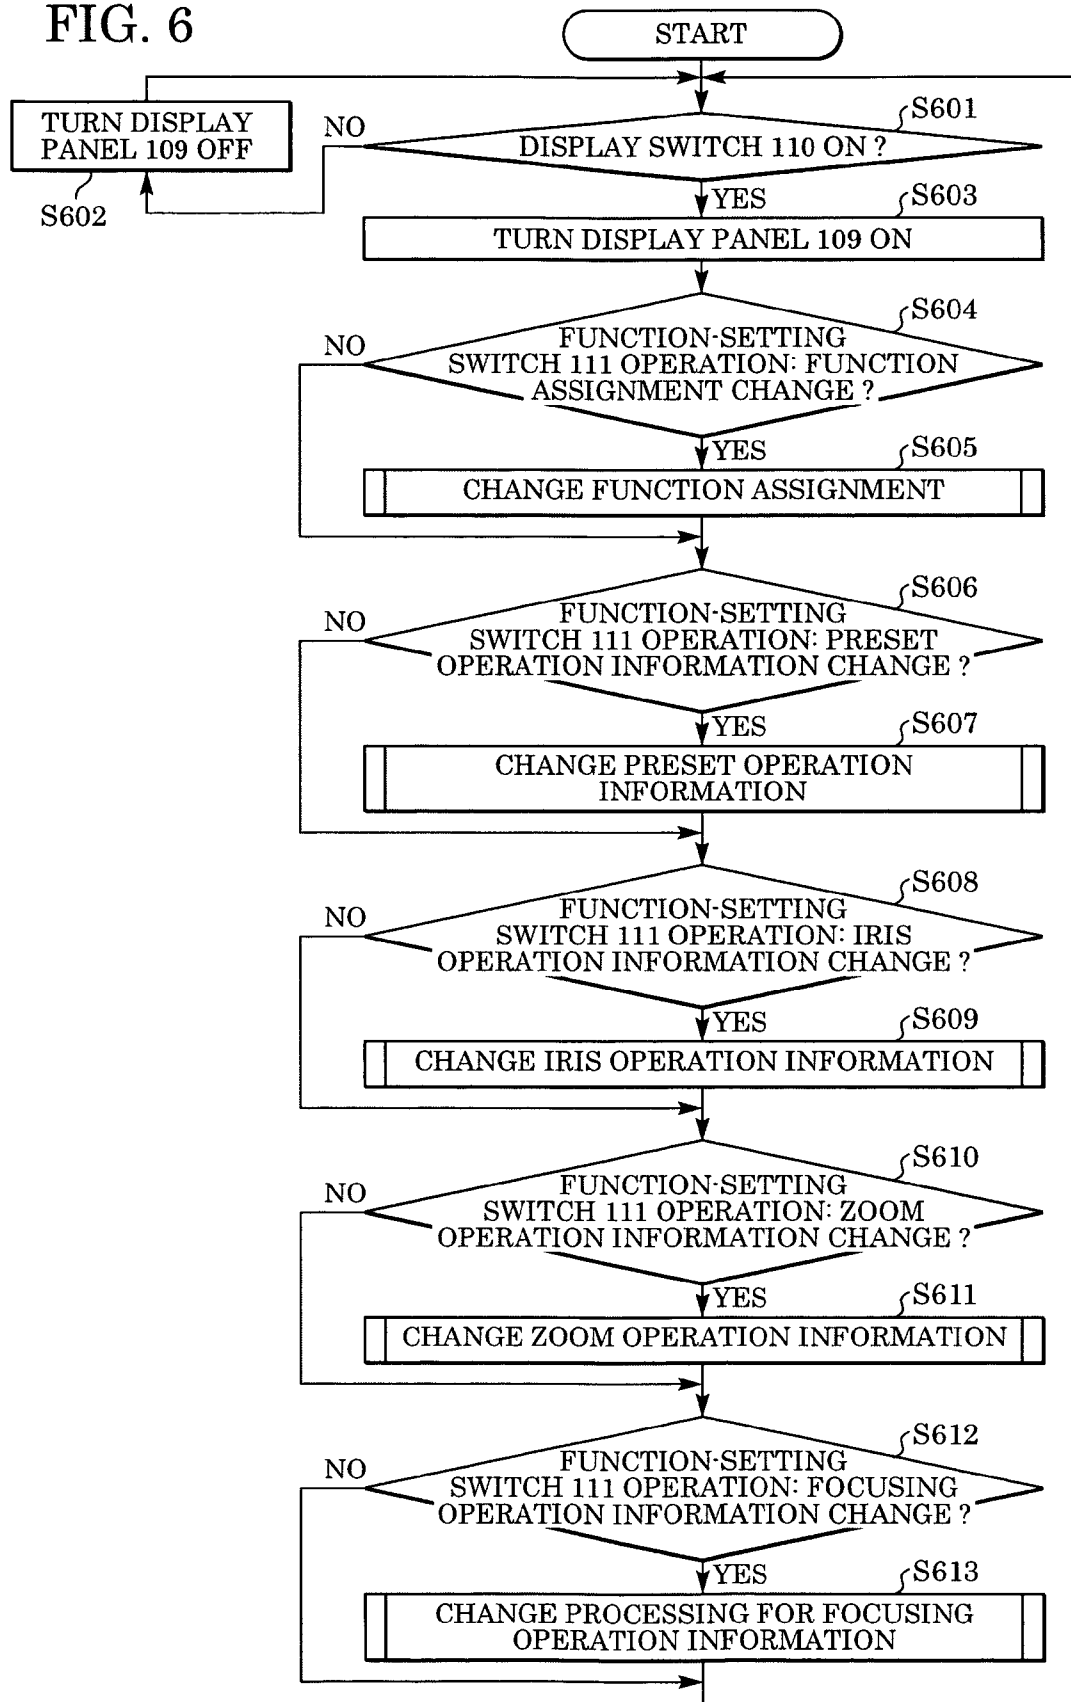 FIG. 6
START
TURN DISPLAY
PANEL 109 OFF
S602
NO
S601
DISPLAY SWITCH 110 ON ?
YES
S603
TURN DISPLAY PANEL 109 ON
S604
NO
FUNCTION-SETTING
SWITCH 111 OPERATION: FUNCTION
ASSIGNMENT CHANGE ?
YES
S605
CHANGE FUNCTION ASSIGNMENT
S606
NO
FUNCTION-SETTING
SWITCH 111 OPERATION: PRESET
OPERATION INFORMATION CHANGE ?
YES
S607
CHANGE PRESET OPERATION
INFORMATION
S608
NO
FUNCTION-SETTING
SWITCH 111 OPERATION: IRIS
OPERATION INFORMATION CHANGE ?
YES
S609
CHANGE IRIS OPERATION INFORMATION
S610
NO
FUNCTION-SETTING
SWITCH 111 OPERATION: ZOOM
OPERATION INFORMATION CHANGE ?
YES
S611
CHANGE ZOOM OPERATION INFORMATION
S612
NO
FUNCTION-SETTING
SWITCH 111 OPERATION: FOCUSING
OPERATION INFORMATION CHANGE ?
YES
S613
CHANGE PROCESSING FOR FOCUSING
OPERATION INFORMATION